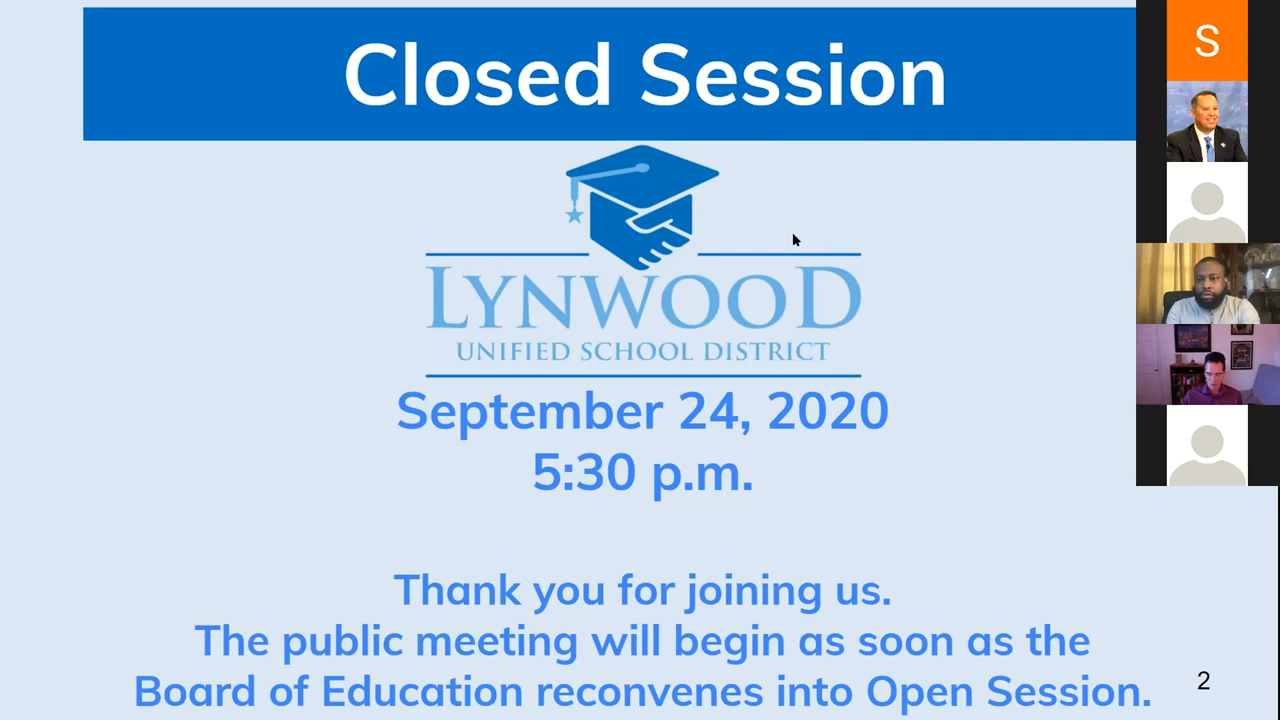 Closed Session
S
LYNWOOD
UNIFIED SCHOOL DISTRICT
September 24, 2020
5:30 p.m.
Thank you for joining us.
The public meeting will begin as soon as the
Board of Education reconvenes into Open Session.
2